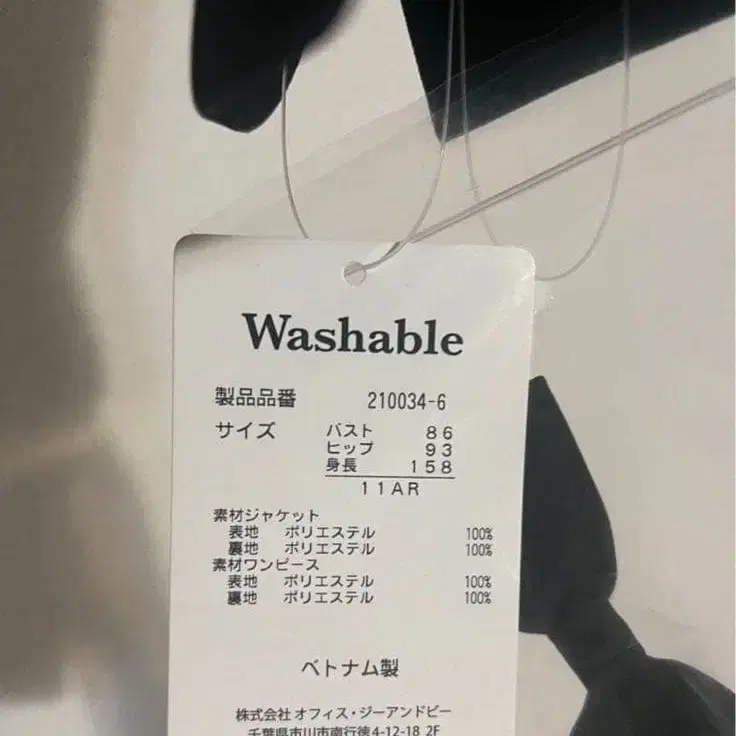 Washable
製品品番 210034-6
サイズ バスト 86
ヒップ 93
身長 158
11AR
素材ジャケット
表地 ポリエステル 100%
裏地 ポリエステル 100%
素材ワンピース
表地 ポリエステル 100%
裏地 ポリエステル 100%
ベトナム製
株式会社 オフィス・ジーアンドビー
千葉県市川市南行徳4-12-18 2F